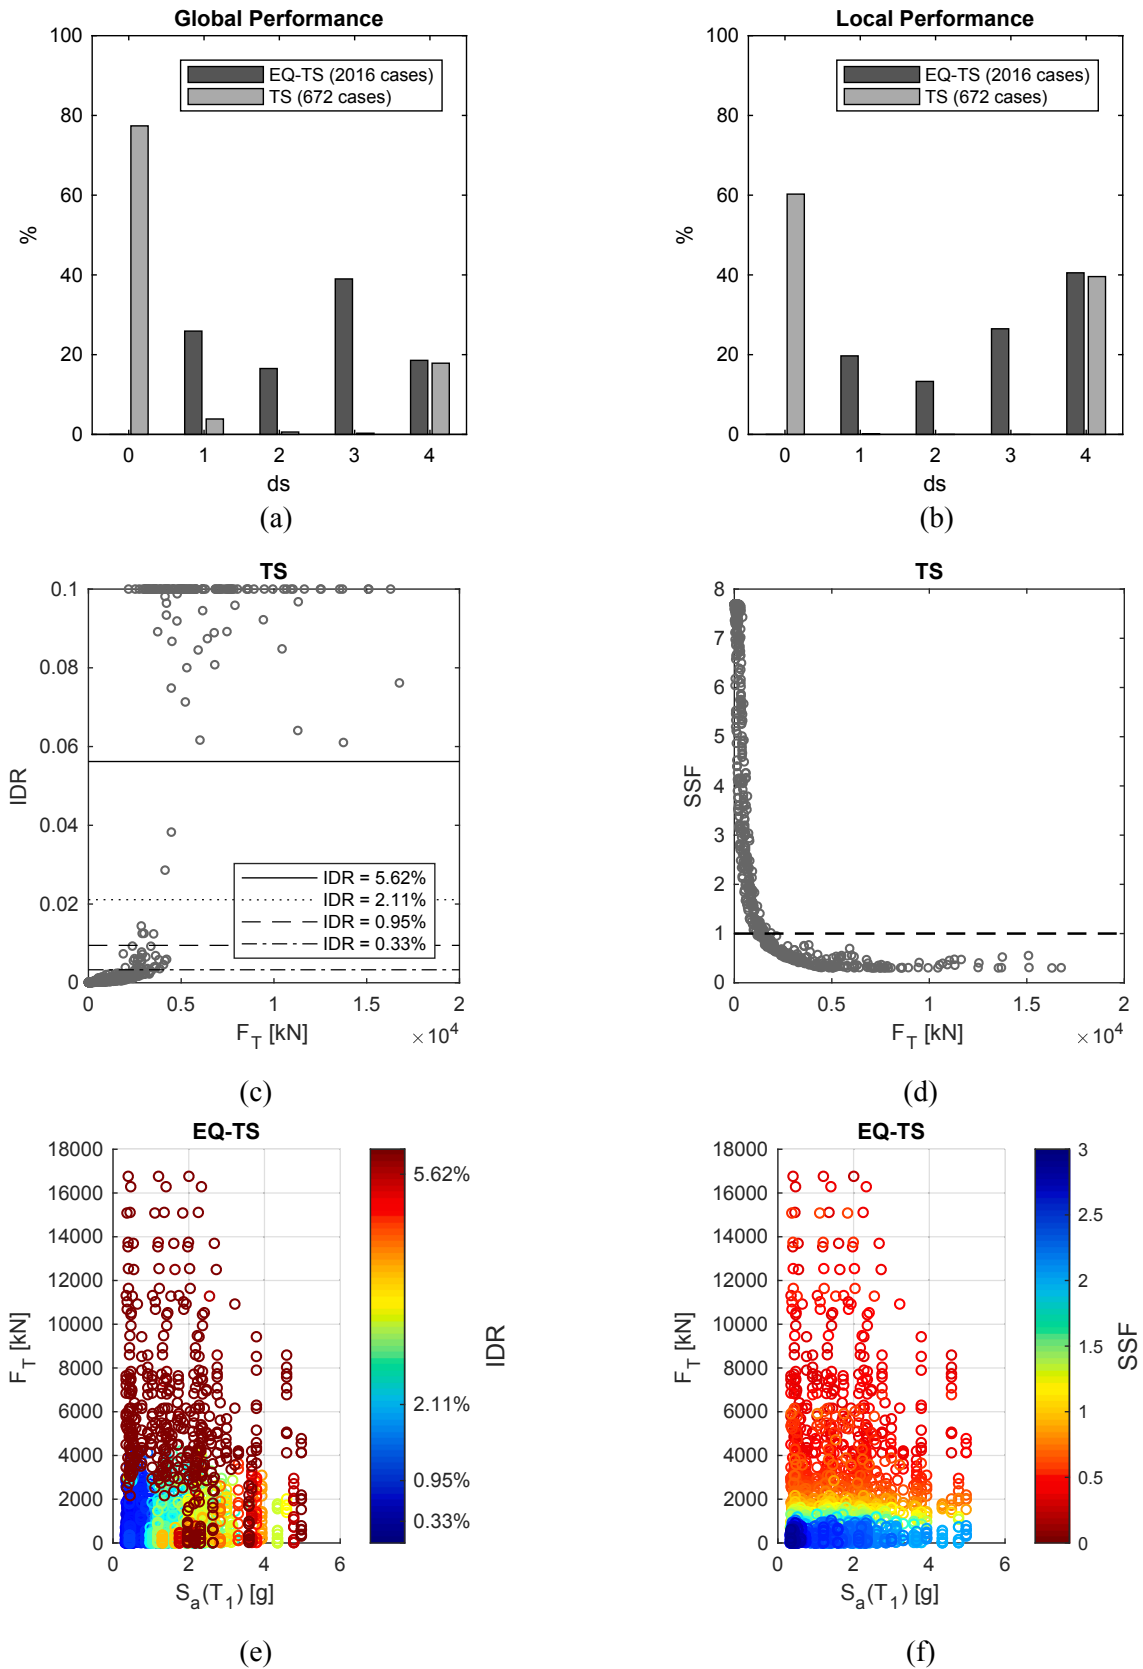 Global Performance
100
80
60
40
20
0
%
EQ-TS (2016 cases)
TS (672 cases)
0 1 2 3 4
ds
(a)
Local Performance
100
80
60
40
20
0
%
EQ-TS (2016 cases)
TS (672 cases)
0 1 2 3 4
ds
(b)
TS
0.1
0.08
0.06
0.04
0.02
0
IDR
IDR = 5.62%
IDR = 2.11%
IDR = 0.95%
IDR = 0.33%
0 0.5 1 1.5 2
F_T [kN] ×10^4
(c)
TS
8
7
6
5
4
3
2
1
0
SSF
0 0.5 1 1.5 2
F_T [kN] ×10^4
(d)
EQ-TS
18000
16000
14000
12000
10000
8000
6000
4000
2000
0
F_T [kN]
0 2 4 6
S_a(T_1) [g]
5.62%
2.11%
0.95%
0.33%
IDR
(e)
EQ-TS
18000
16000
14000
12000
10000
8000
6000
4000
2000
0
F_T [kN]
0 2 4 6
S_a(T_1) [g]
3
2.5
2
1.5
1
0.5
0
SSF
(f)